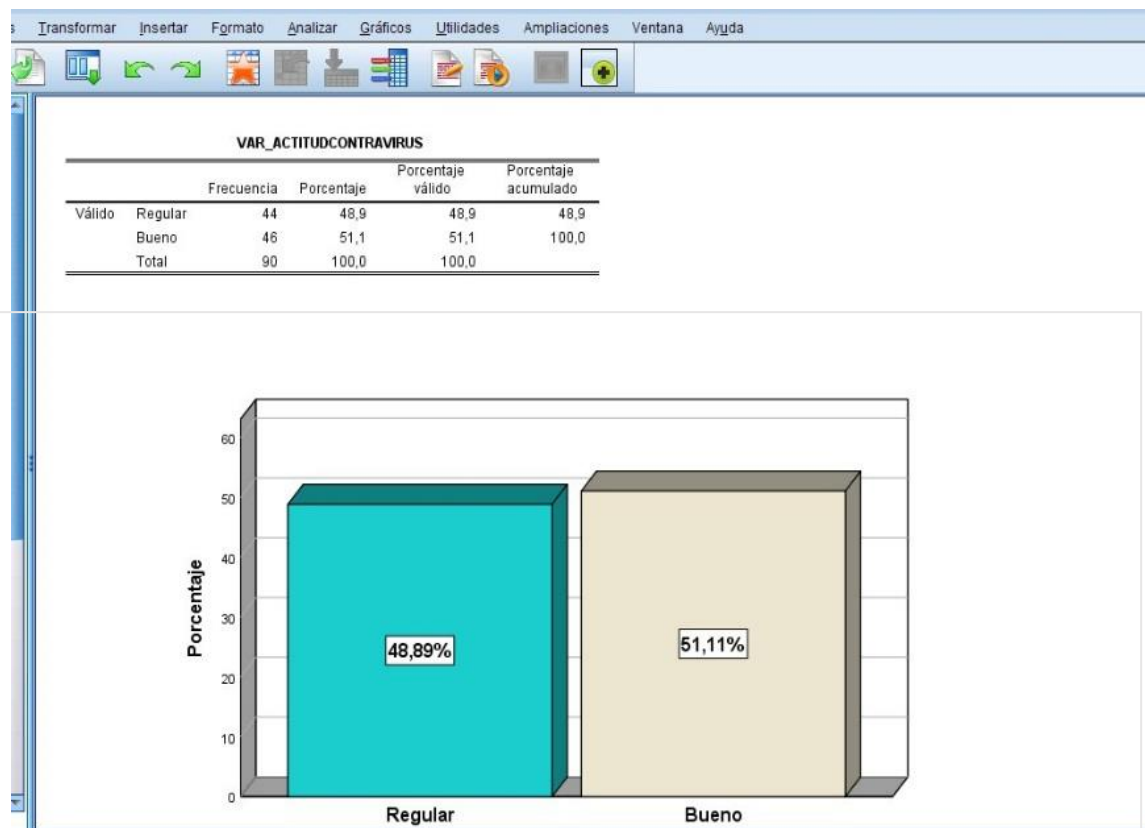 s Transformar Insertar Formato Analizar Gráficos Utilidades Ampliaciones Ventana Ayuda
VAR_ACTITUDCONTRAVIRUS
Frecuencia Porcentaje Porcentaje válido Porcentaje acumulado
Válido Regular 44 48,9 48,9 48,9
Bueno 46 51,1 51,1 100,0
Total 90 100,0 100,0
60
50
40
30
20
10
0
Porcentaje
48,89%
51,11%
Regular Bueno